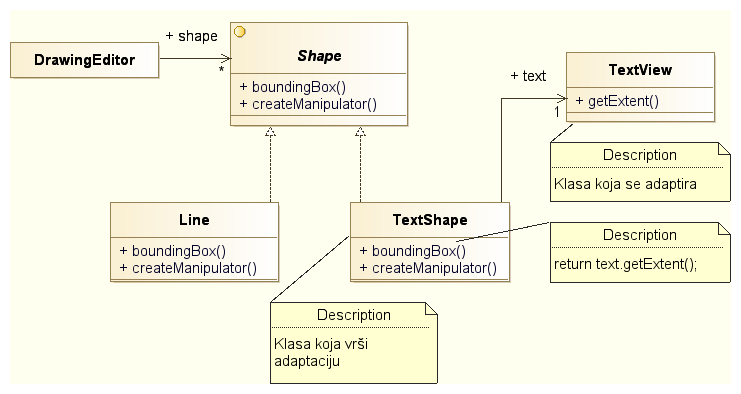 DrawingEditor
+ shape
*
Shape
+ boundingBox()
+ createManipulator()
+ text
1
TextView
+ getExtent()
Description
Klasa koja se adaptira
Line
+ boundingBox()
+ createManipulator()
TextShape
+ boundingBox()
+ createManipulator()
Description
return text.getExtent();
Description
Klasa koja vrši
adaptaciju